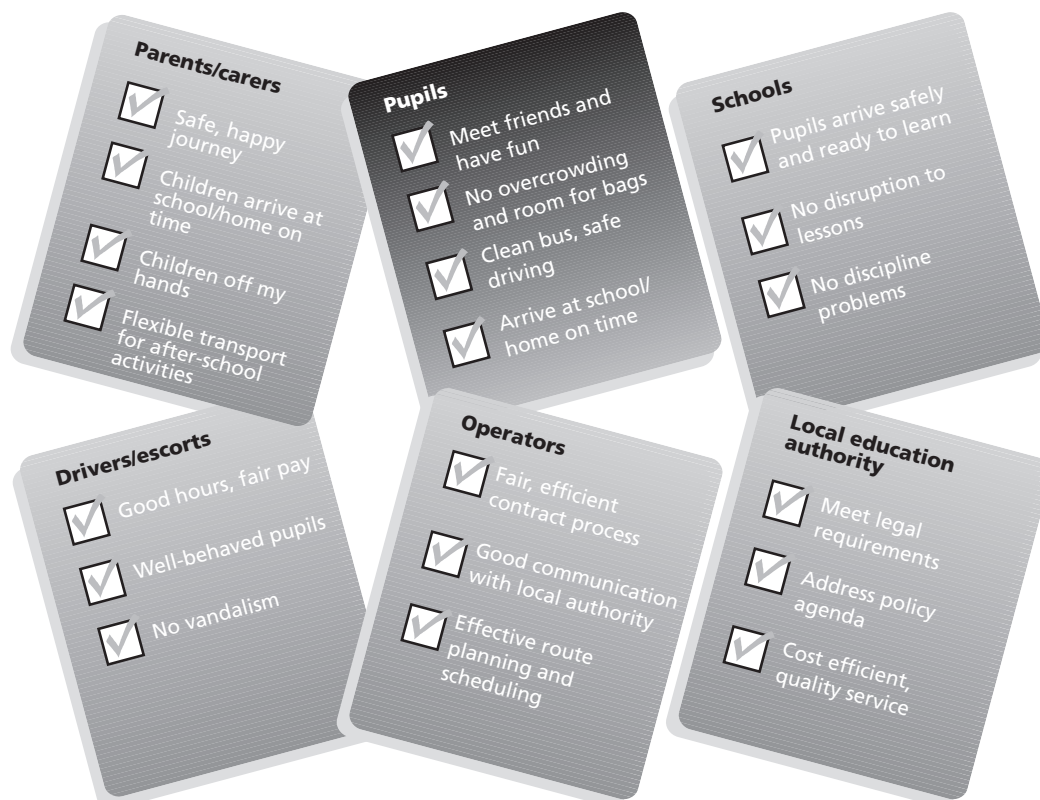 Parents/carers
Safe, happy
journey
Children arrive at
school/home on
time
Children off my
hands
Flexible transport
for after-school
activities
Pupils
Meet friends and
have fun
No overcrowding
and room for bags
Clean bus, safe
driving
Arrive at school/
home on time
Schools
Pupils arrive safely
and ready to learn
No disruption to
lessons
No discipline
problems
Drivers/escorts
Good hours, fair pay
Well-behaved pupils
No vandalism
Operators
Fair, efficient
contract process
Good communication
with local authority
Effective route
planning and
scheduling
Local education
authority
Meet legal
requirements
Address policy
agenda
Cost efficient,
quality service